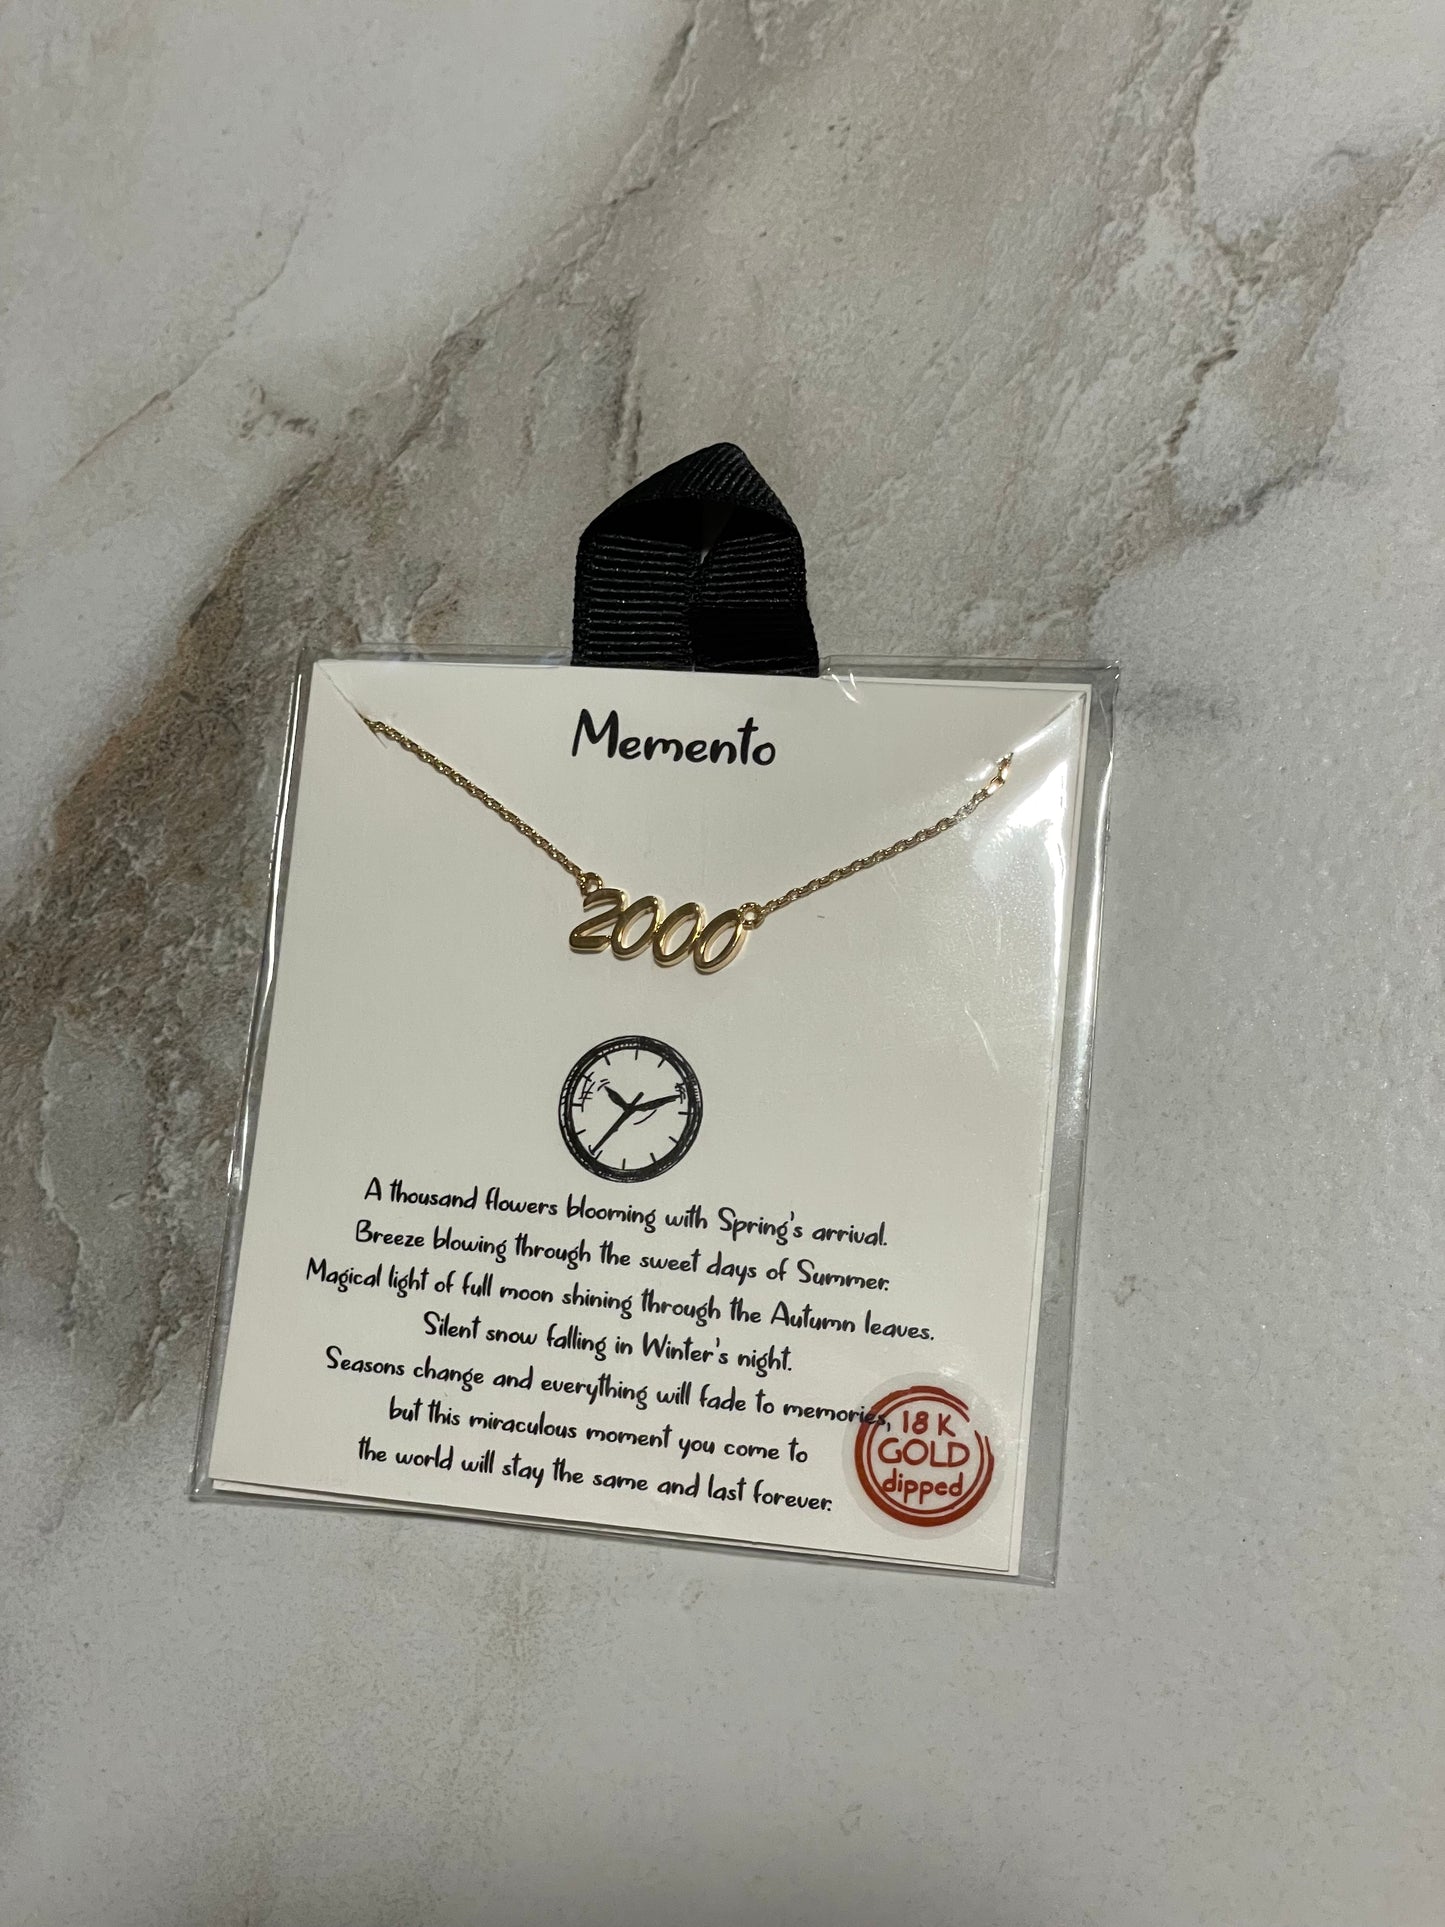 Memento
2000
A thousand flowers blooming with Spring's arrival.
Breeze blowing through the sweet days of Summer.
Magical light of full moon shining through the Autumn leaves.
Silent snow falling in Winter's night.
Seasons change and everything will fade to memories,
but this miraculous moment you come to
the world will stay the same and last forever.
18K
GOLD
dipped